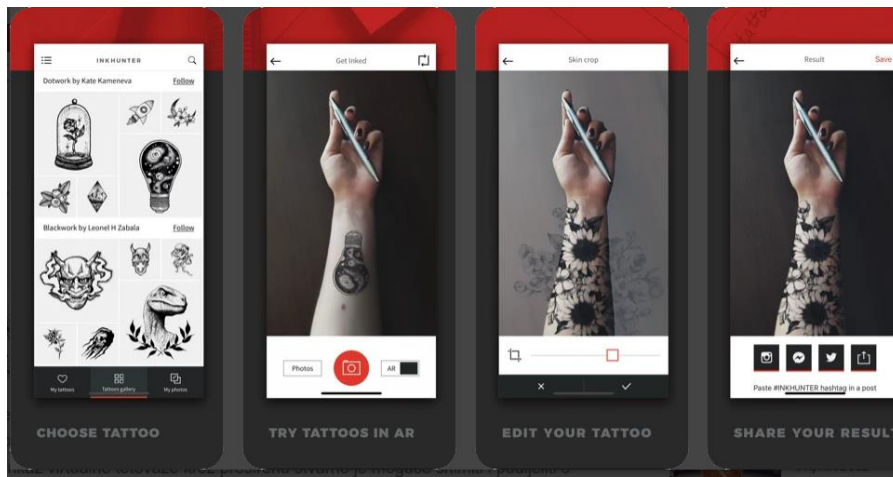 INKHUNTER
Dotwork by Kate Kameneva
Follow
Blackwork by Leonel H Zabala
Follow
My tattoos
Tattoos gallery
My photos
CHOOSE TATTOO
Get Inked
Photos
AR
TRY TATTOOS IN AR
Skin crop
EDIT YOUR TATTOO
Result
Save
Paste #INKHUNTER hashtag in a post
SHARE YOUR RESULT